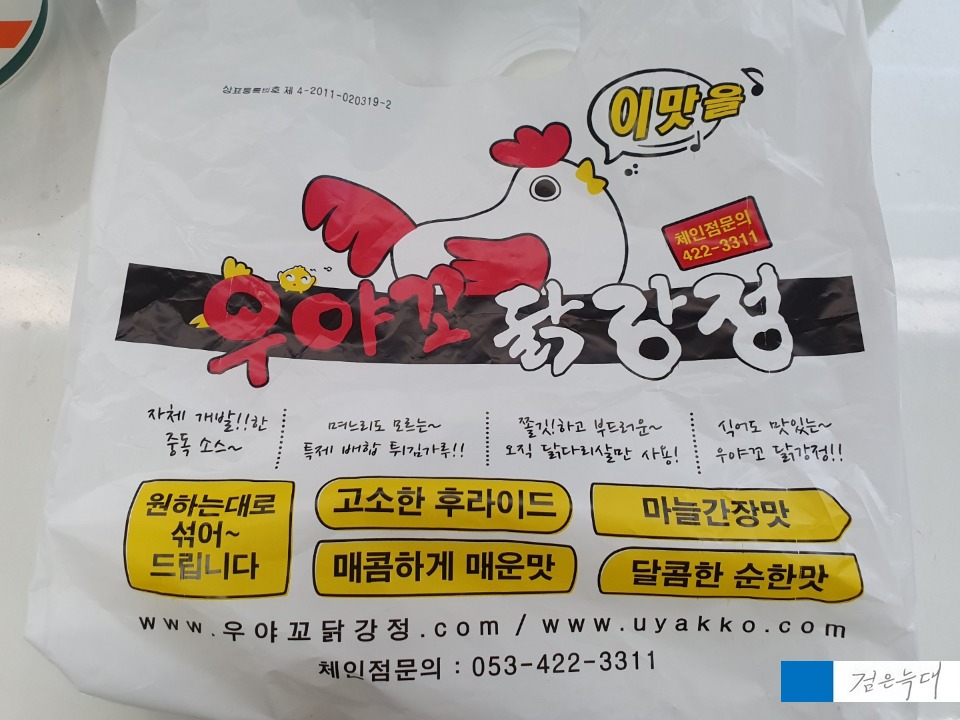 상표등록번호 제 4-2011-020319-2
이맛을
체인점문의
422-3311
우야꼬 닭강정
자체 개발!!한
중독 소스~
며느리도 모르는~
특제 배합 튀김가루!!
쫄깃!하고 부드러운~
오직 닭다리살만 사용!
식어도 맛있는~
우야꼬 닭강정!!
원하는대로
섞어~
드립니다
고소한 후라이드
매콤하게 매운맛
마늘간장맛
달콤한 순한맛
www.우야꼬닭강정.com / www.uyakko.com
체인점문의 : 053-422-3311
검은늑대